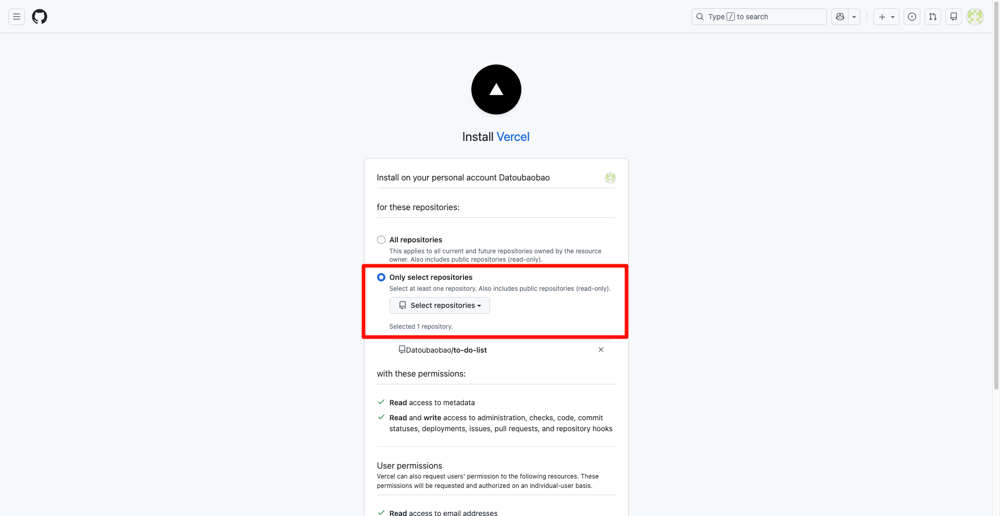 Type / to search
Install Vercel
Install on your personal account Datoubaobao
for these repositories:
All repositories
This applies to all current and future repositories owned by the resource
owner. Also includes public repositories (read-only).
Only select repositories
Select at least one repository. Also includes public repositories (read-only).
Select repositories
Selected 1 repository.
Datoubaobao/to-do-list
with these permissions:
Read access to metadata
Read and write access to administration, checks, code, commit
statuses, deployments, issues, pull requests, and repository hooks
User permissions
Vercel can also request users' permission to the following resources. These
permissions will be requested and authorized on an individual-user basis.
Read access to email addresses